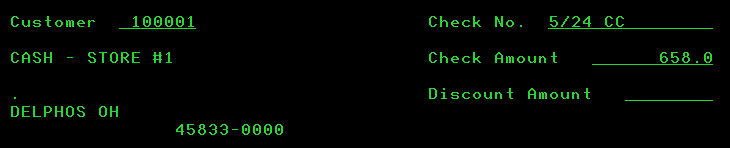 Customer 100001 Check No. 5/24 CC
CASH - STORE #1 Check Amount 658.0
. Discount Amount
DELPHOS OH
45833-0000